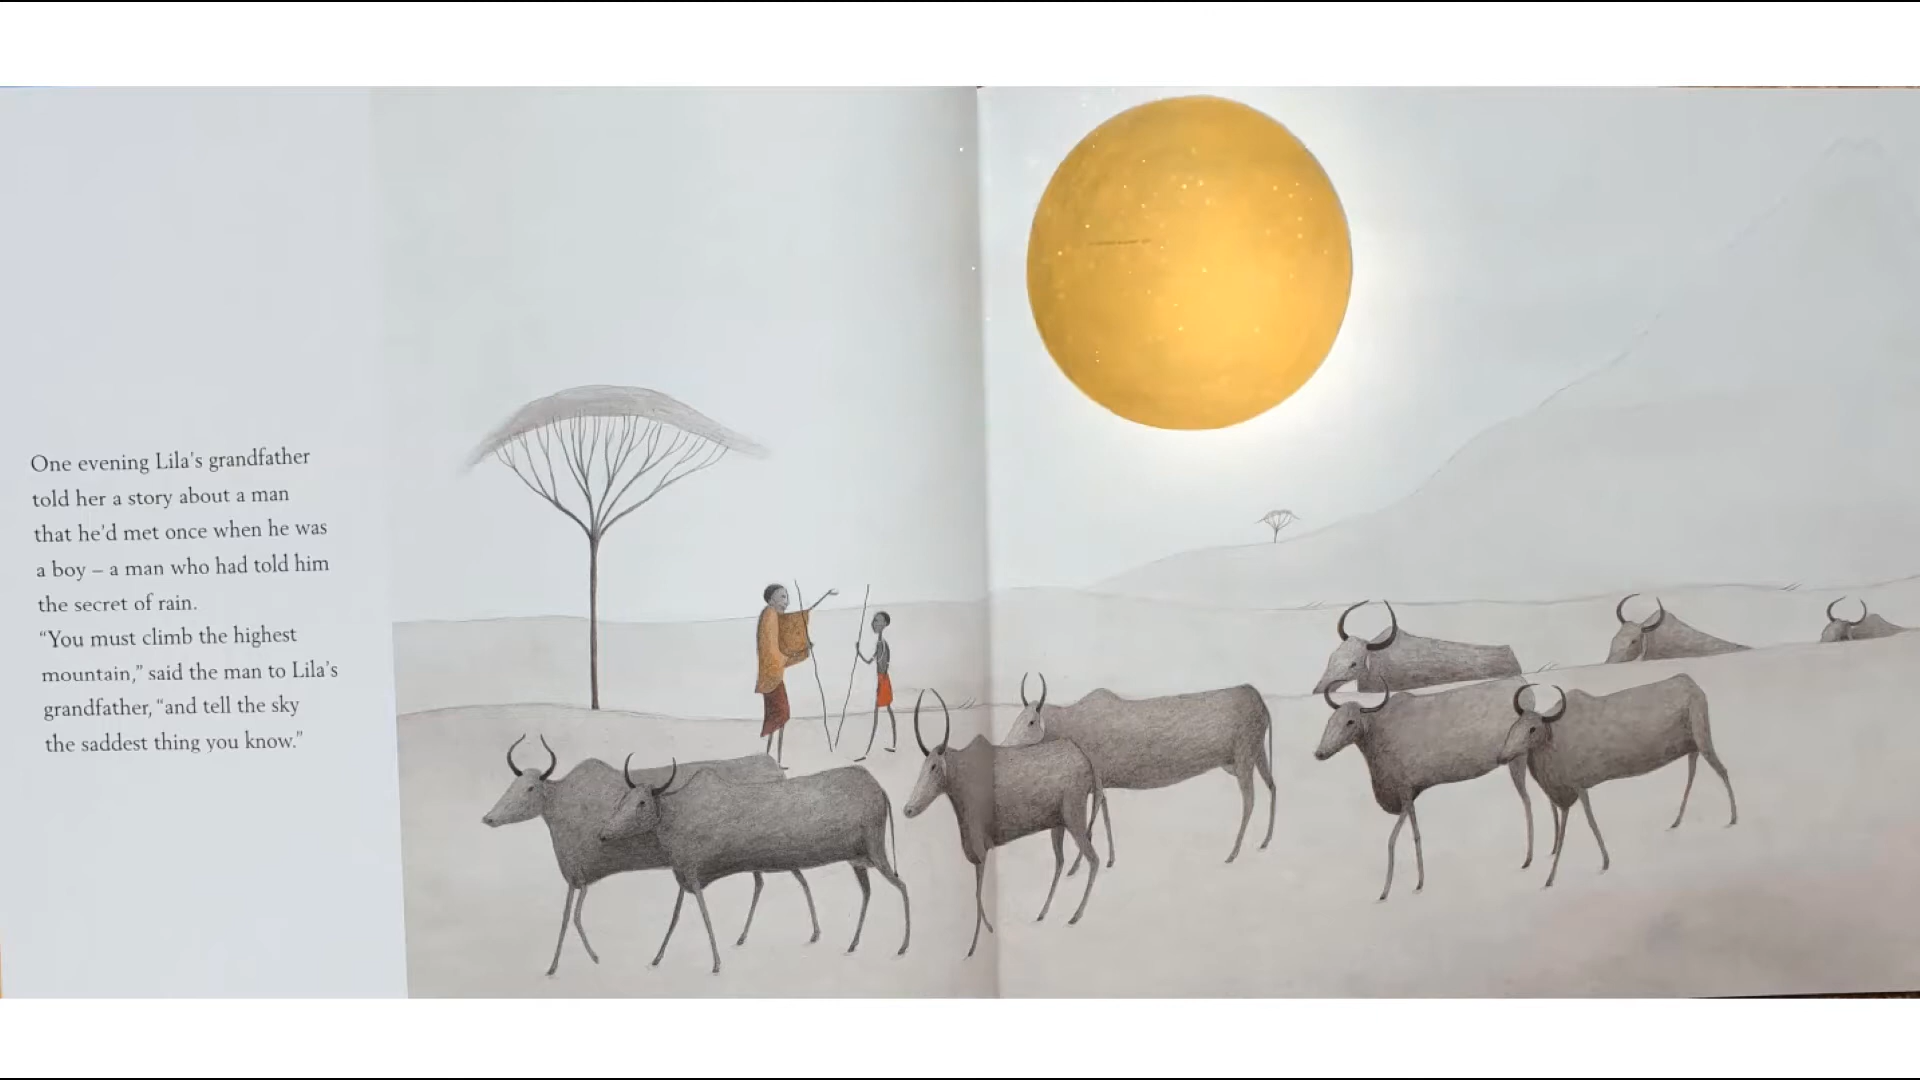 One evening Lila's grandfather
told her a story about a man
that he'd met once when he was
a boy – a man who had told him
the secret of rain.
“You must climb the highest
mountain,” said the man to Lila's
grandfather, “and tell the sky
the saddest thing you know.”